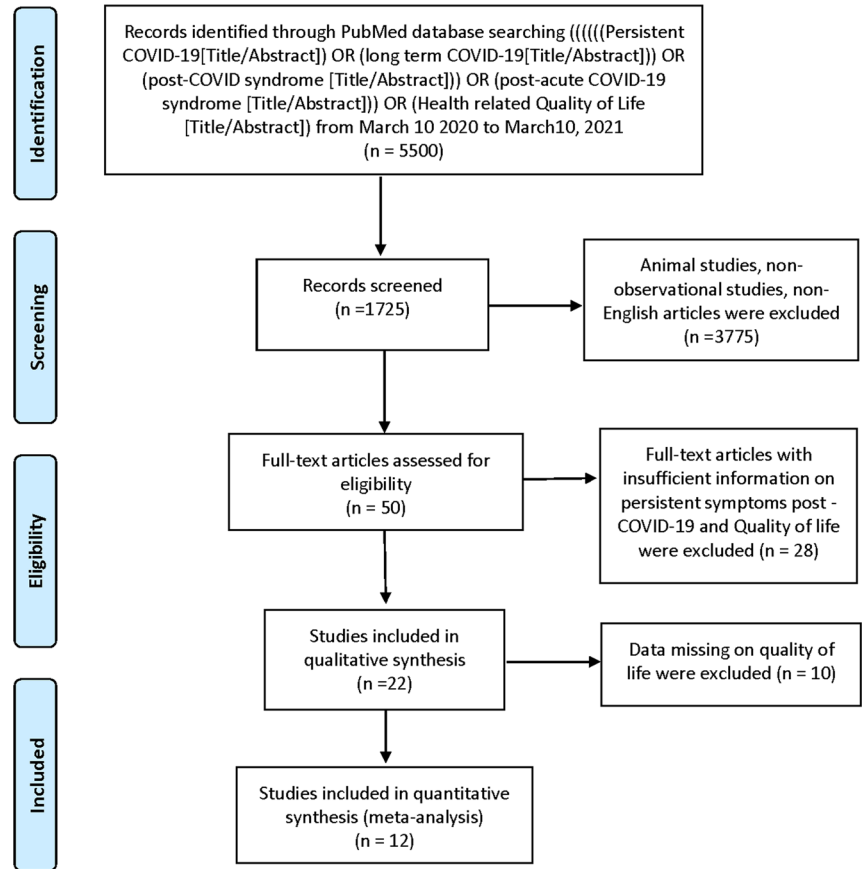 Identification
Records identified through PubMed database searching ((((((Persistent
COVID-19[Title/Abstract]) OR (long term COVID-19[Title/Abstract])) OR
(post-COVID syndrome [Title/Abstract])) OR (post-acute COVID-19
syndrome [Title/Abstract])) OR (Health related Quality of Life
[Title/Abstract]) from March 10 2020 to March10, 2021
(n = 5500)
Screening
Records screened
(n =1725)
Animal studies, non-
observational studies, non-
English articles were excluded
(n =3775)
Eligibility
Full-text articles assessed for
eligibility
(n = 50)
Full-text articles with
insufficient information on
persistent symptoms post -
COVID-19 and Quality of life
were excluded (n = 28)
Studies included in
qualitative synthesis
(n =22)
Data missing on quality of
life were excluded (n = 10)
Included
Studies included in quantitative
synthesis (meta-analysis)
(n = 12)